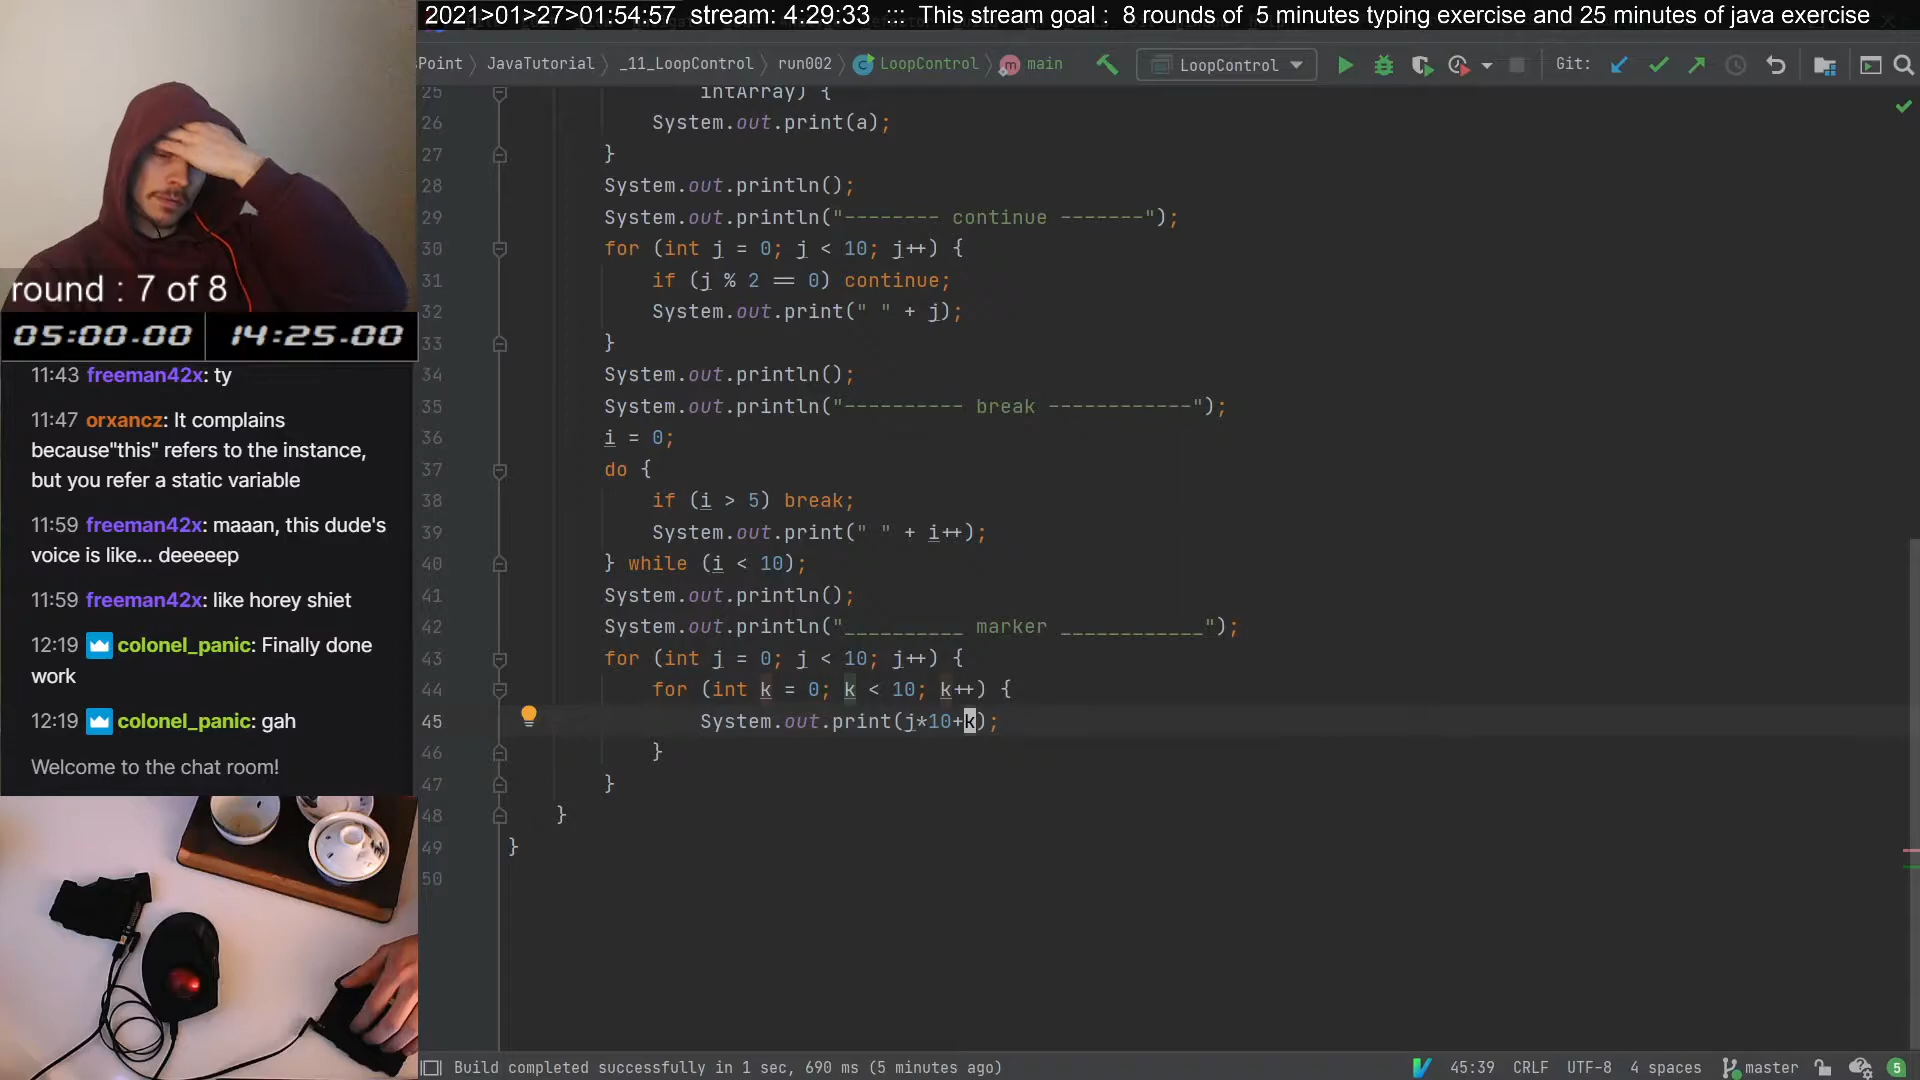 2021>01>27>01:54:57 stream: 4:29:33 ::: This stream goal : 8 rounds of 5 minutes typing exercise and 25 minutes of java exercise
Point JavaTutorial _11_LoopControl run002 LoopControl main LoopControl Git:
round : 7 of 8
05:00.00 14:25.00
11:43 freeman42x: ty
11:47 orxancz: It complains
because"this" refers to the instance,
but you refer a static variable
11:59 freeman42x: maaan, this dude's
voice is like... deeeeep
11:59 freeman42x: like horey shiet
12:19 colonel_panic: Finally done
work
12:19 colonel_panic: gah
Welcome to the chat room!
25 intArray) {
26 System.out.print(a);
27 }
28 System.out.println();
29 System.out.println("-------- continue -------");
30 for (int j = 0; j < 10; j++) {
31 if (j % 2 == 0) continue;
32 System.out.print(" " + j);
33 }
34 System.out.println();
35 System.out.println("---------- break ------------");
36 i = 0;
37 do {
38 if (i > 5) break;
39 System.out.print(" " + i++);
40 } while (i < 10);
41 System.out.println();
42 System.out.println("__________ marker ____________");
43 for (int j = 0; j < 10; j++) {
44 for (int k = 0; k < 10; k++) {
45 System.out.print(j*10+k);
46 }
47 }
48 }
49 }
50
Build completed successfully in 1 sec, 690 ms (5 minutes ago) 45:39 CRLF UTF-8 4 spaces master 5